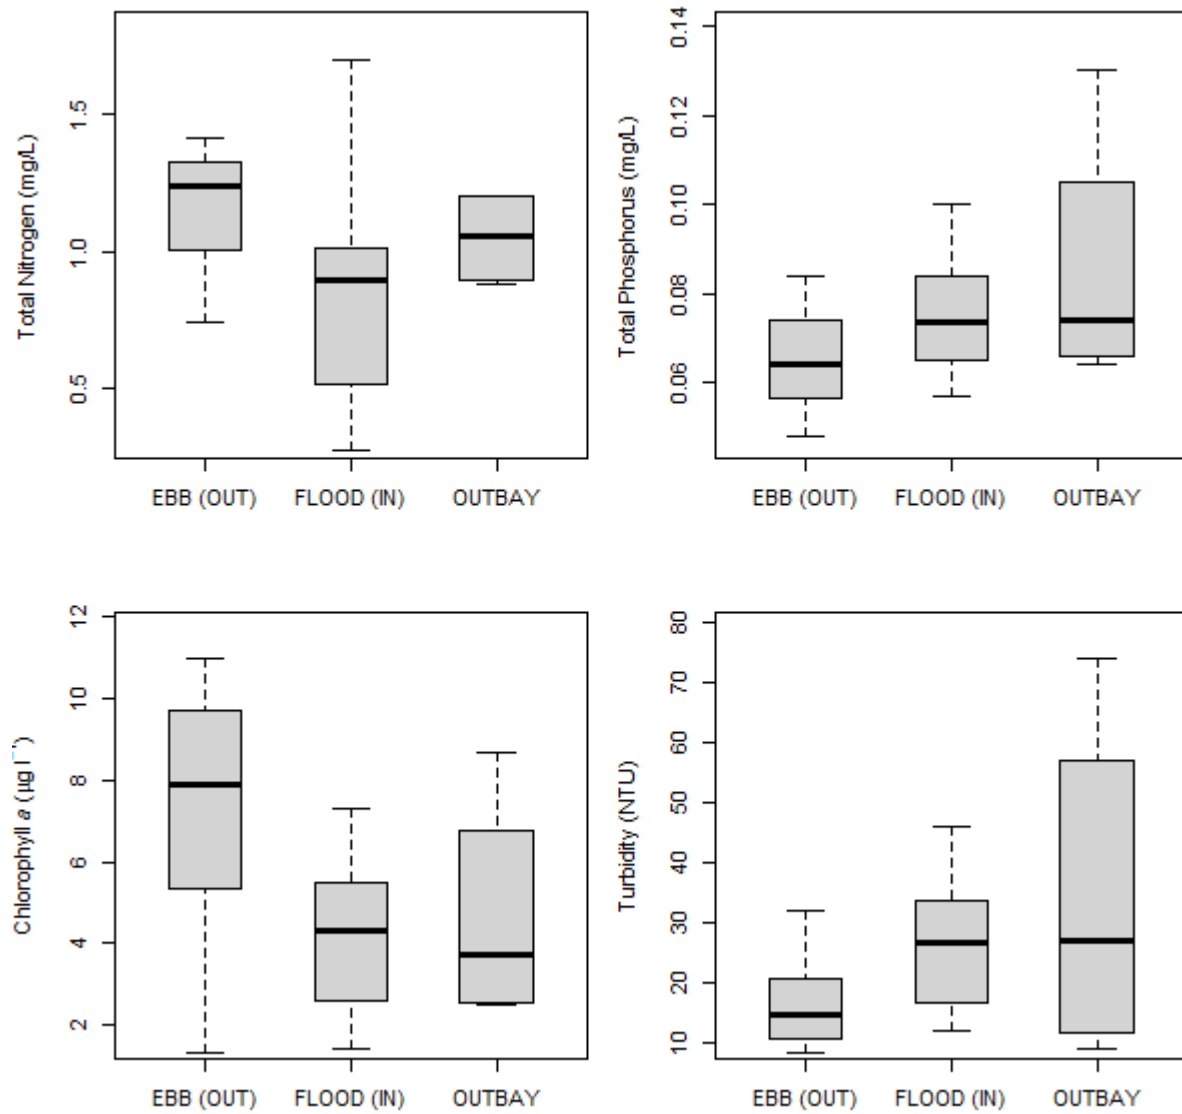 Total Nitrogen (mg/L)
1.5
1.0
0.5
EBB (OUT) FLOOD (IN) OUTBAY
Total Phosphorus (mg/L)
0.14
0.12
0.10
0.08
0.06
EBB (OUT) FLOOD (IN) OUTBAY
Chlorophyll a (µg l⁻¹)
12
10
8
6
4
2
EBB (OUT) FLOOD (IN) OUTBAY
Turbidity (NTU)
80
70
60
50
40
30
20
10
EBB (OUT) FLOOD (IN) OUTBAY